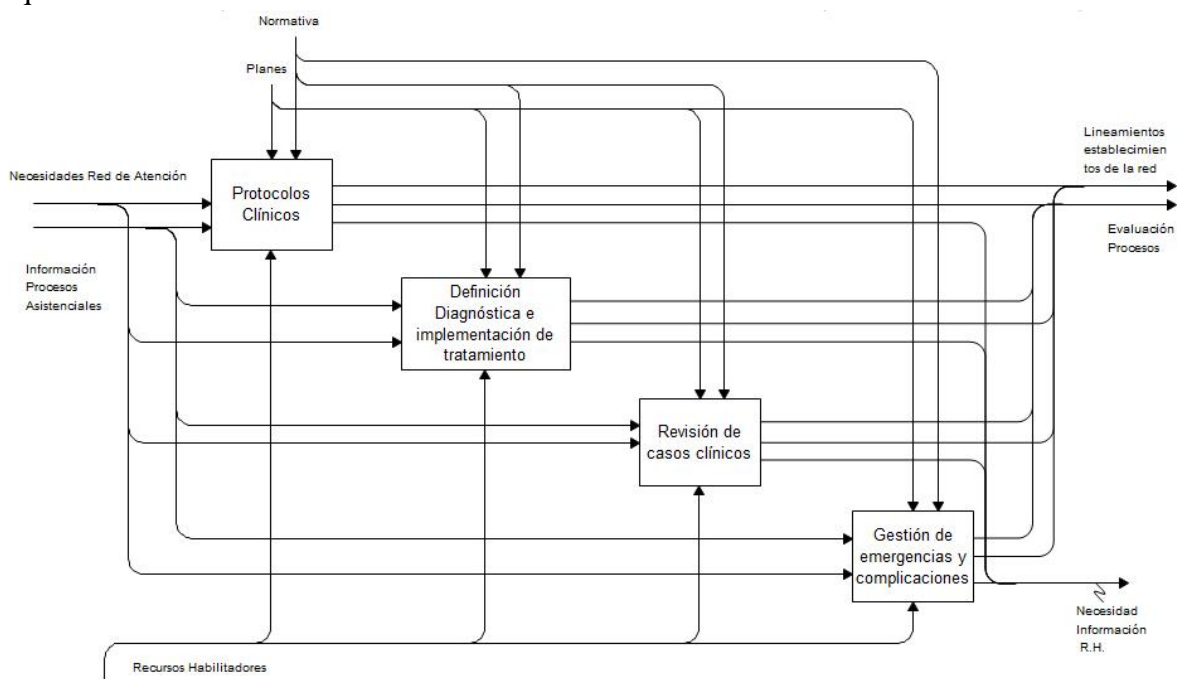 Normativa
Planes
Necesidades Red de Atención
Protocolos
Clínicos
Lineamientos
establecimien
tos de la red
Evaluación
Procesos
Información
Procesos
Asistenciales
Definición
Diagnóstica e
implementación de
tratamiento
Revisión de
casos clínicos
Gestión de
emergencias y
complicaciones
Necesidad
Información
R.H.
Recursos Habilitadores